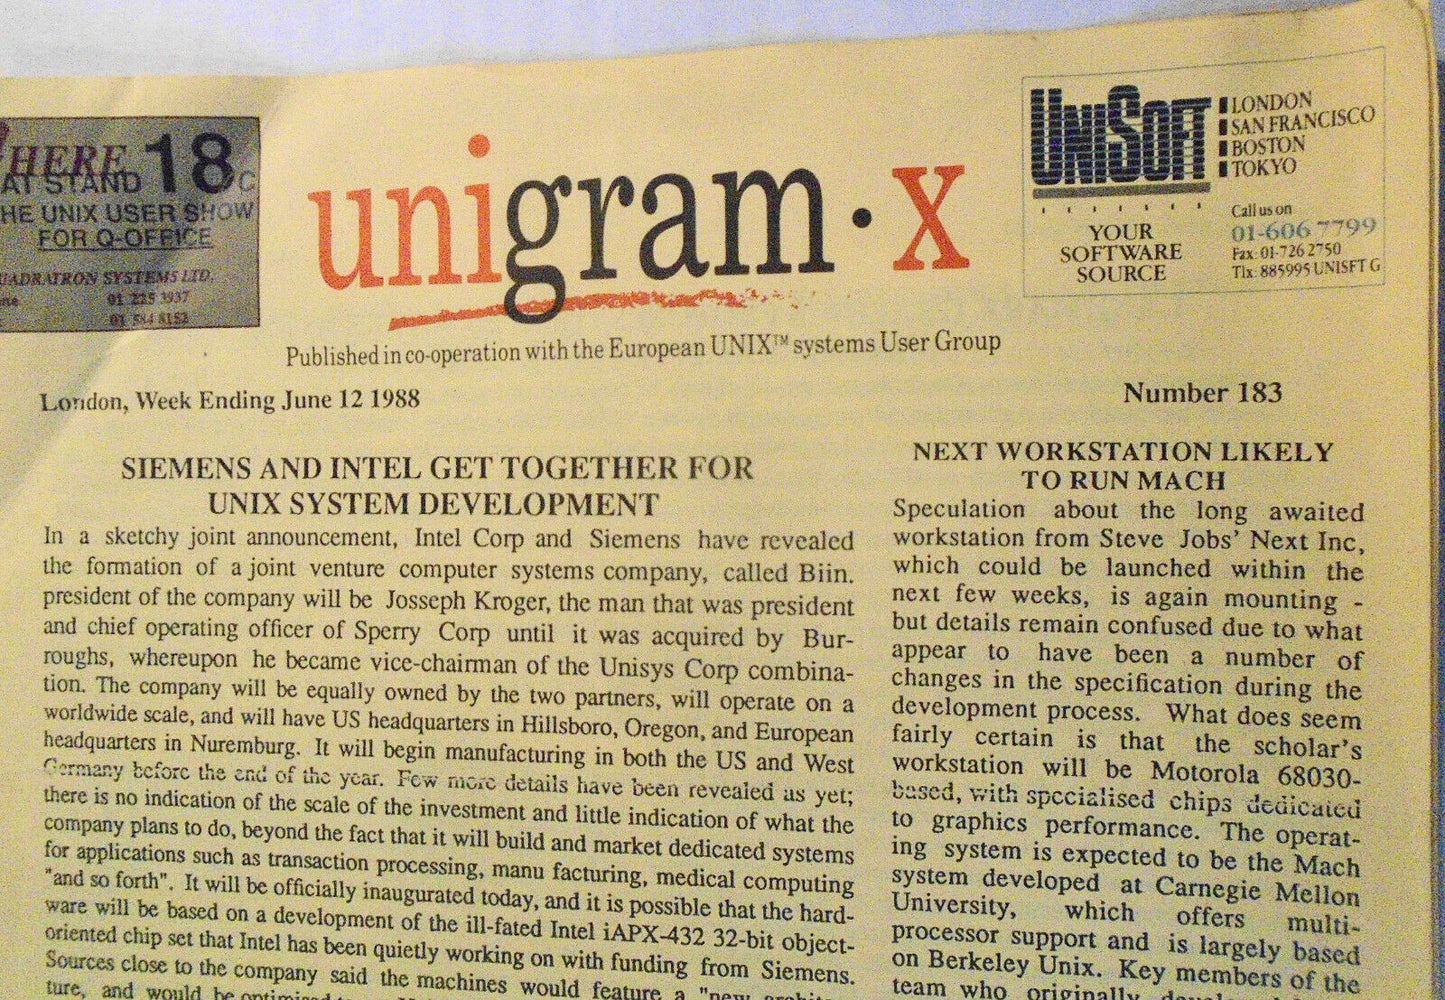 HERE
AT STAND 18C
HE UNIX USER SHOW
FOR Q-OFFICE
UADRATRON SYSTEMS LTD.
01 225 3937
01 584 8152
unigram·x
Published in co-operation with the European UNIX™ systems User Group
UNISOFT
LONDON
SAN FRANCISCO
BOSTON
TOKYO
YOUR
SOFTWARE
SOURCE
Call us on
01-606 7799
Fax: 01-726 2750
Tlx: 885995 UNISFT G
London, Week Ending June 12 1988
Number 183
SIEMENS AND INTEL GET TOGETHER FOR
UNIX SYSTEM DEVELOPMENT
In a sketchy joint announcement, Intel Corp and Siemens have revealed
the formation of a joint venture computer systems company, called Biin.
president of the company will be Josseph Kroger, the man that was president
and chief operating officer of Sperry Corp until it was acquired by Bur-
roughs, whereupon he became vice-chairman of the Unisys Corp combina-
tion. The company will be equally owned by the two partners, will operate on a
worldwide scale, and will have US headquarters in Hillsboro, Oregon, and European
headquarters in Nuremburg. It will begin manufacturing in both the US and West
Germany before the end of the year. Few more details have been revealed as yet;
there is no indication of the scale of the investment and little indication of what the
company plans to do, beyond the fact that it will build and market dedicated systems
for applications such as transaction processing, manu facturing, medical computing
"and so forth". It will be officially inaugurated today, and it is possible that the hard-
ware will be based on a development of the ill-fated Intel iAPX-432 32-bit object-
oriented chip set that Intel has been quietly working on with funding from Siemens.
Sources close to the company said the machines would feature a "new archite-
ture, and would be
NEXT WORKSTATION LIKELY
TO RUN MACH
Speculation about the long awaited
workstation from Steve Jobs' Next Inc,
which could be launched within the
next few weeks, is again mounting -
but details remain confused due to what
appear to have been a number of
changes in the specification during the
development process. What does seem
fairly certain is that the scholar's
workstation will be Motorola 68030-
based, with specialised chips dedicated
to graphics performance. The operat-
ing system is expected to be the Mach
system developed at Carnegie Mellon
University, which offers multi-
processor support and is largely based
on Berkeley Unix. Key members of the
team who originally